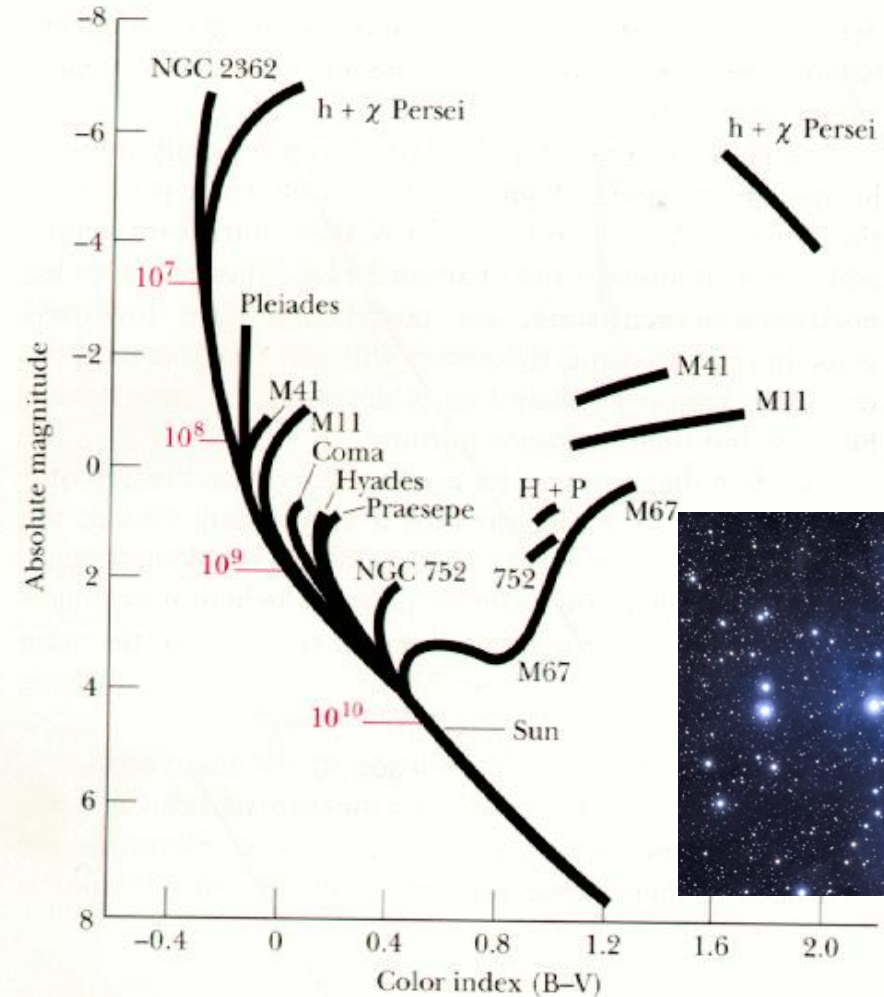 -8
NGC 2362
h + χ Persei
h + χ Persei
-6
-4
10⁷
Pleiades
-2
M41
M41
M11
M11
10⁸
Coma
0
Hyades
H + P
Praesepe
M67
10⁹
NGC 752
752
2
M67
4
10¹⁰
Sun
6
8
-0.4 0 0.4 0.8 1.2 1.6 2.0
Color index (B–V)
Absolute magnitude